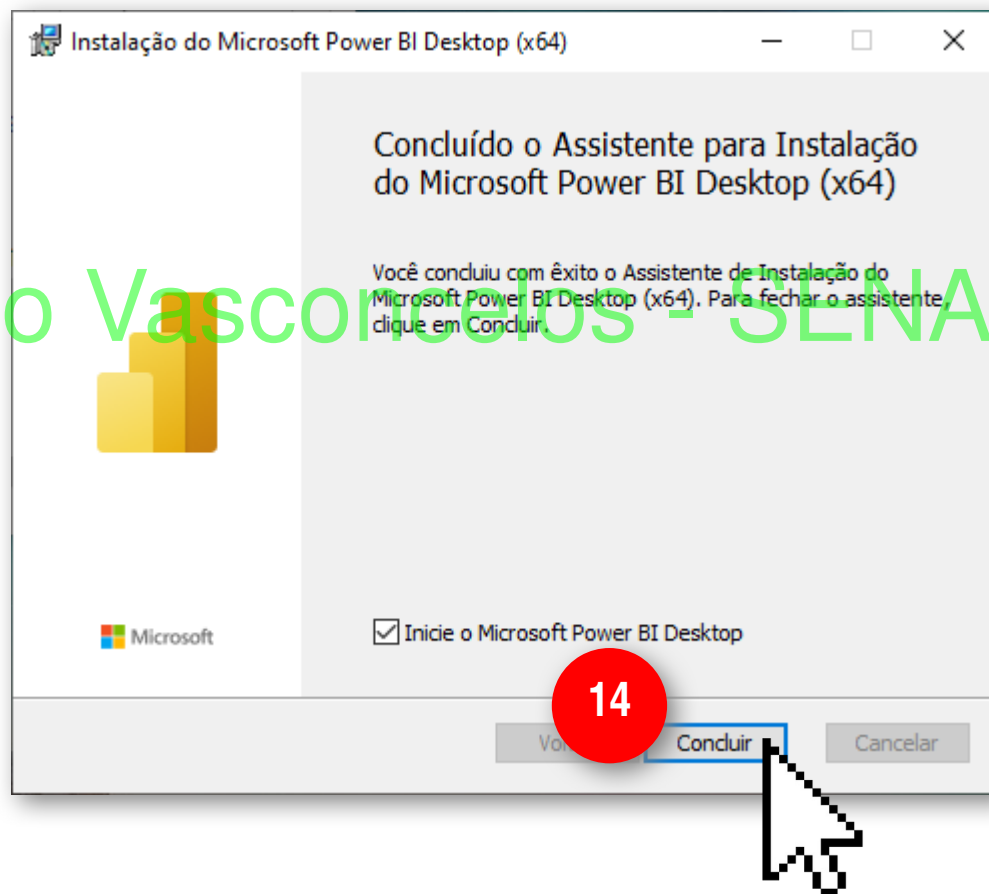 Instalação do Microsoft Power BI Desktop (x64)
Concluído o Assistente para Instalação
do Microsoft Power BI Desktop (x64)
Você concluiu com êxito o Assistente de Instalação do
Microsoft Power BI Desktop (x64). Para fechar o assistente,
clique em Concluir.
o Vasconcelos - SENA
Microsoft
Inicie o Microsoft Power BI Desktop
14
Concluir
Cancelar